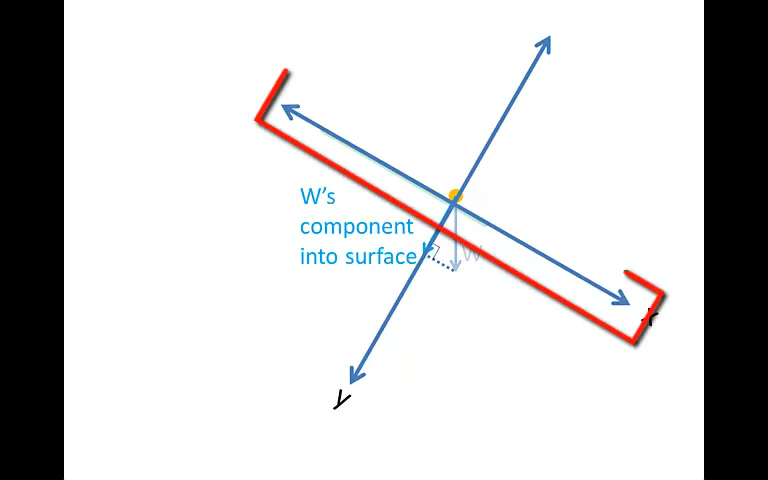 W's
component
into surface
W
x
y